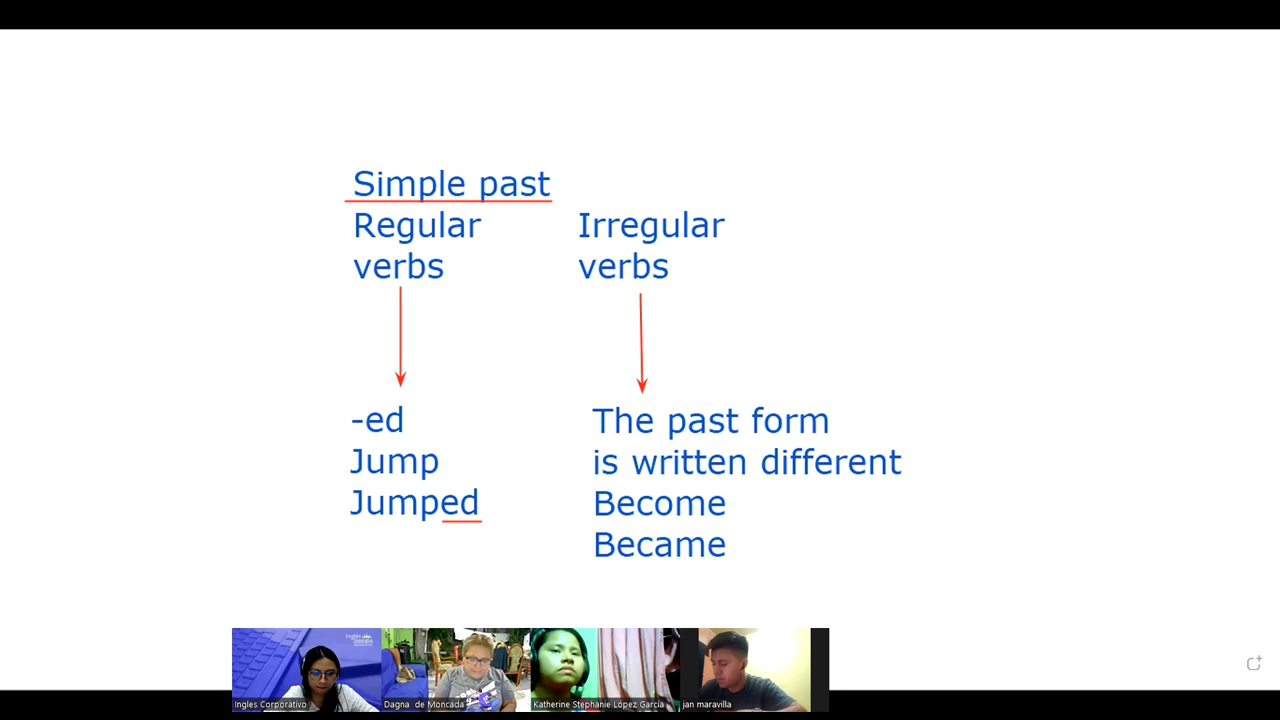 Simple past
Regular
verbs
Irregular
verbs
-ed
Jump
Jumped
The past form
is written different
Become
Became
Ingles Corporativo
Dagna de Moncada
Katherine Stephanie López García
jan maravilla